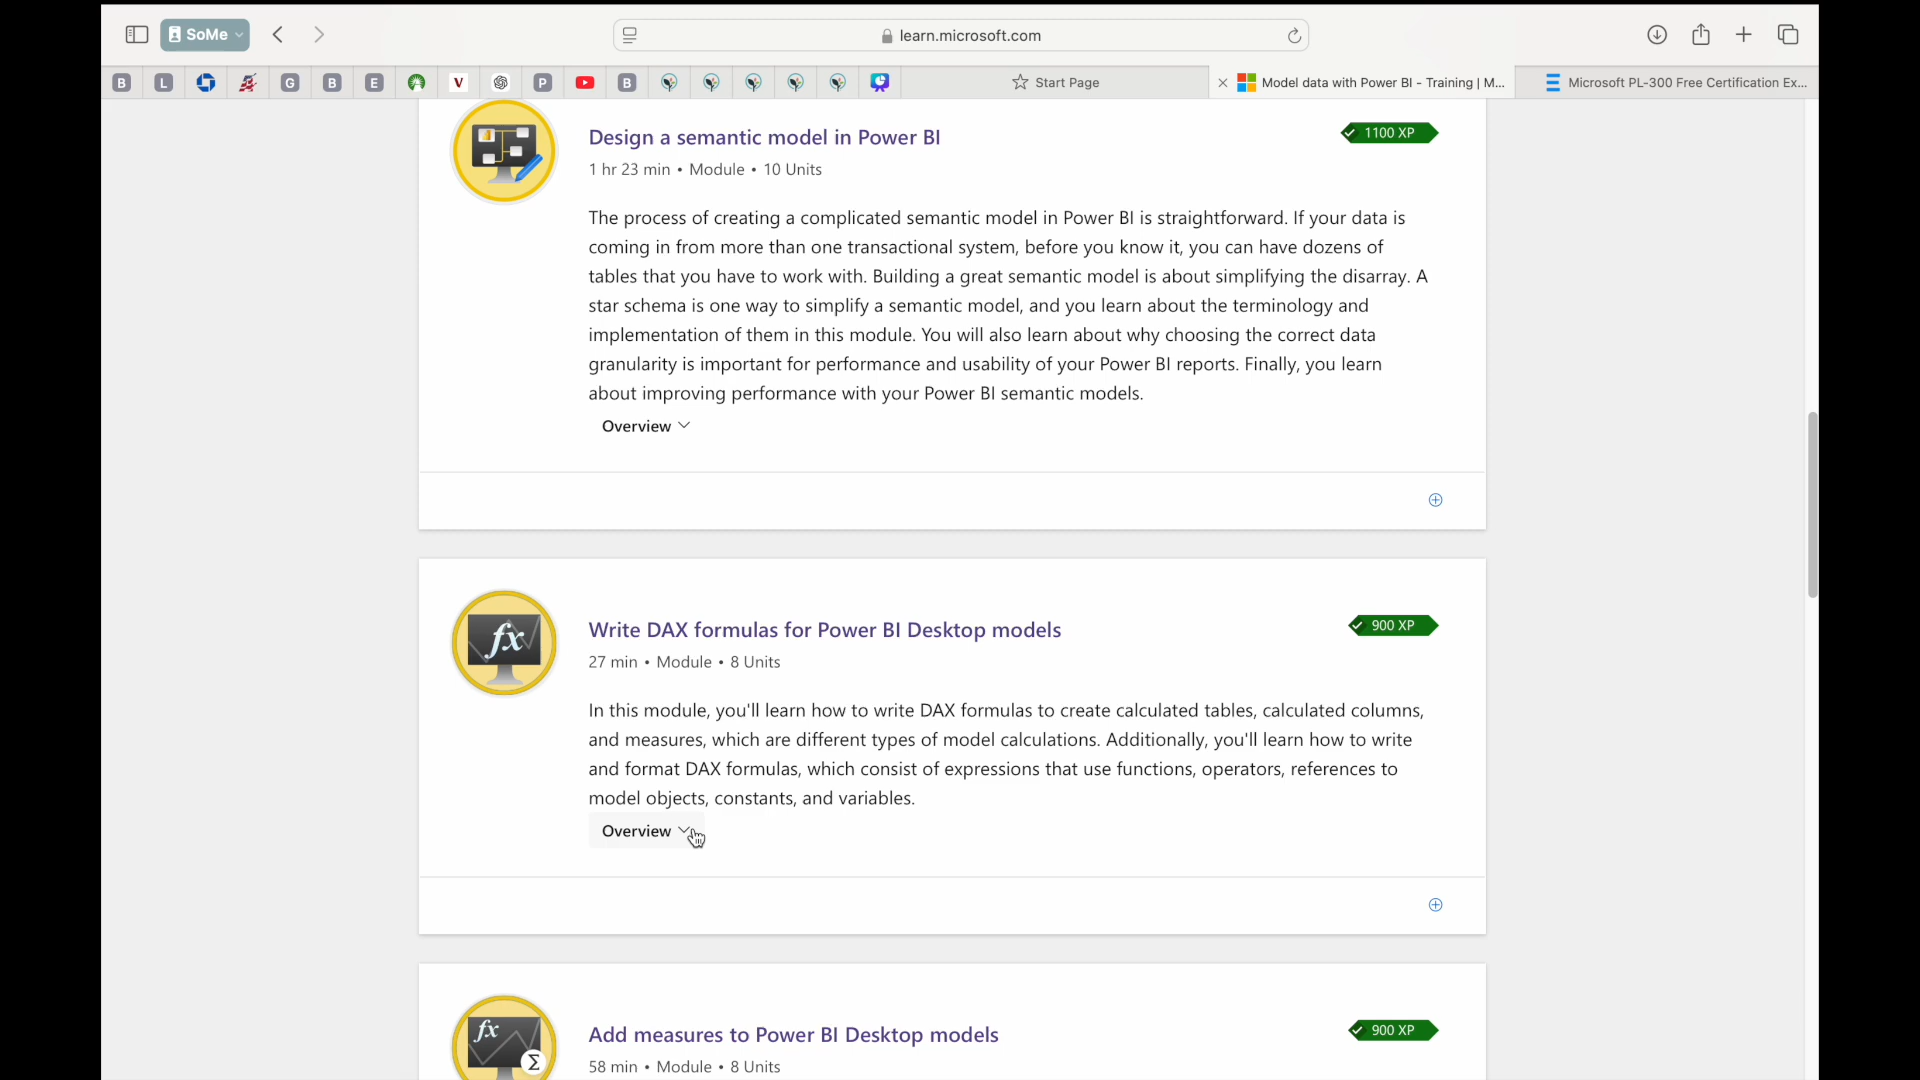 SoMe
learn.microsoft.com
B L G B E V P B
Start Page
Model data with Power BI - Training | M...
Microsoft PL-300 Free Certification Ex...
Design a semantic model in Power BI
1100 XP
1 hr 23 min • Module • 10 Units
The process of creating a complicated semantic model in Power BI is straightforward. If your data is
coming in from more than one transactional system, before you know it, you can have dozens of
tables that you have to work with. Building a great semantic model is about simplifying the disarray. A
star schema is one way to simplify a semantic model, and you learn about the terminology and
implementation of them in this module. You will also learn about why choosing the correct data
granularity is important for performance and usability of your Power BI reports. Finally, you learn
about improving performance with your Power BI semantic models.
Overview
fx
Write DAX formulas for Power BI Desktop models
900 XP
27 min • Module • 8 Units
In this module, you'll learn how to write DAX formulas to create calculated tables, calculated columns,
and measures, which are different types of model calculations. Additionally, you'll learn how to write
and format DAX formulas, which consist of expressions that use functions, operators, references to
model objects, constants, and variables.
Overview
fx
Σ
Add measures to Power BI Desktop models
900 XP
58 min • Module • 8 Units